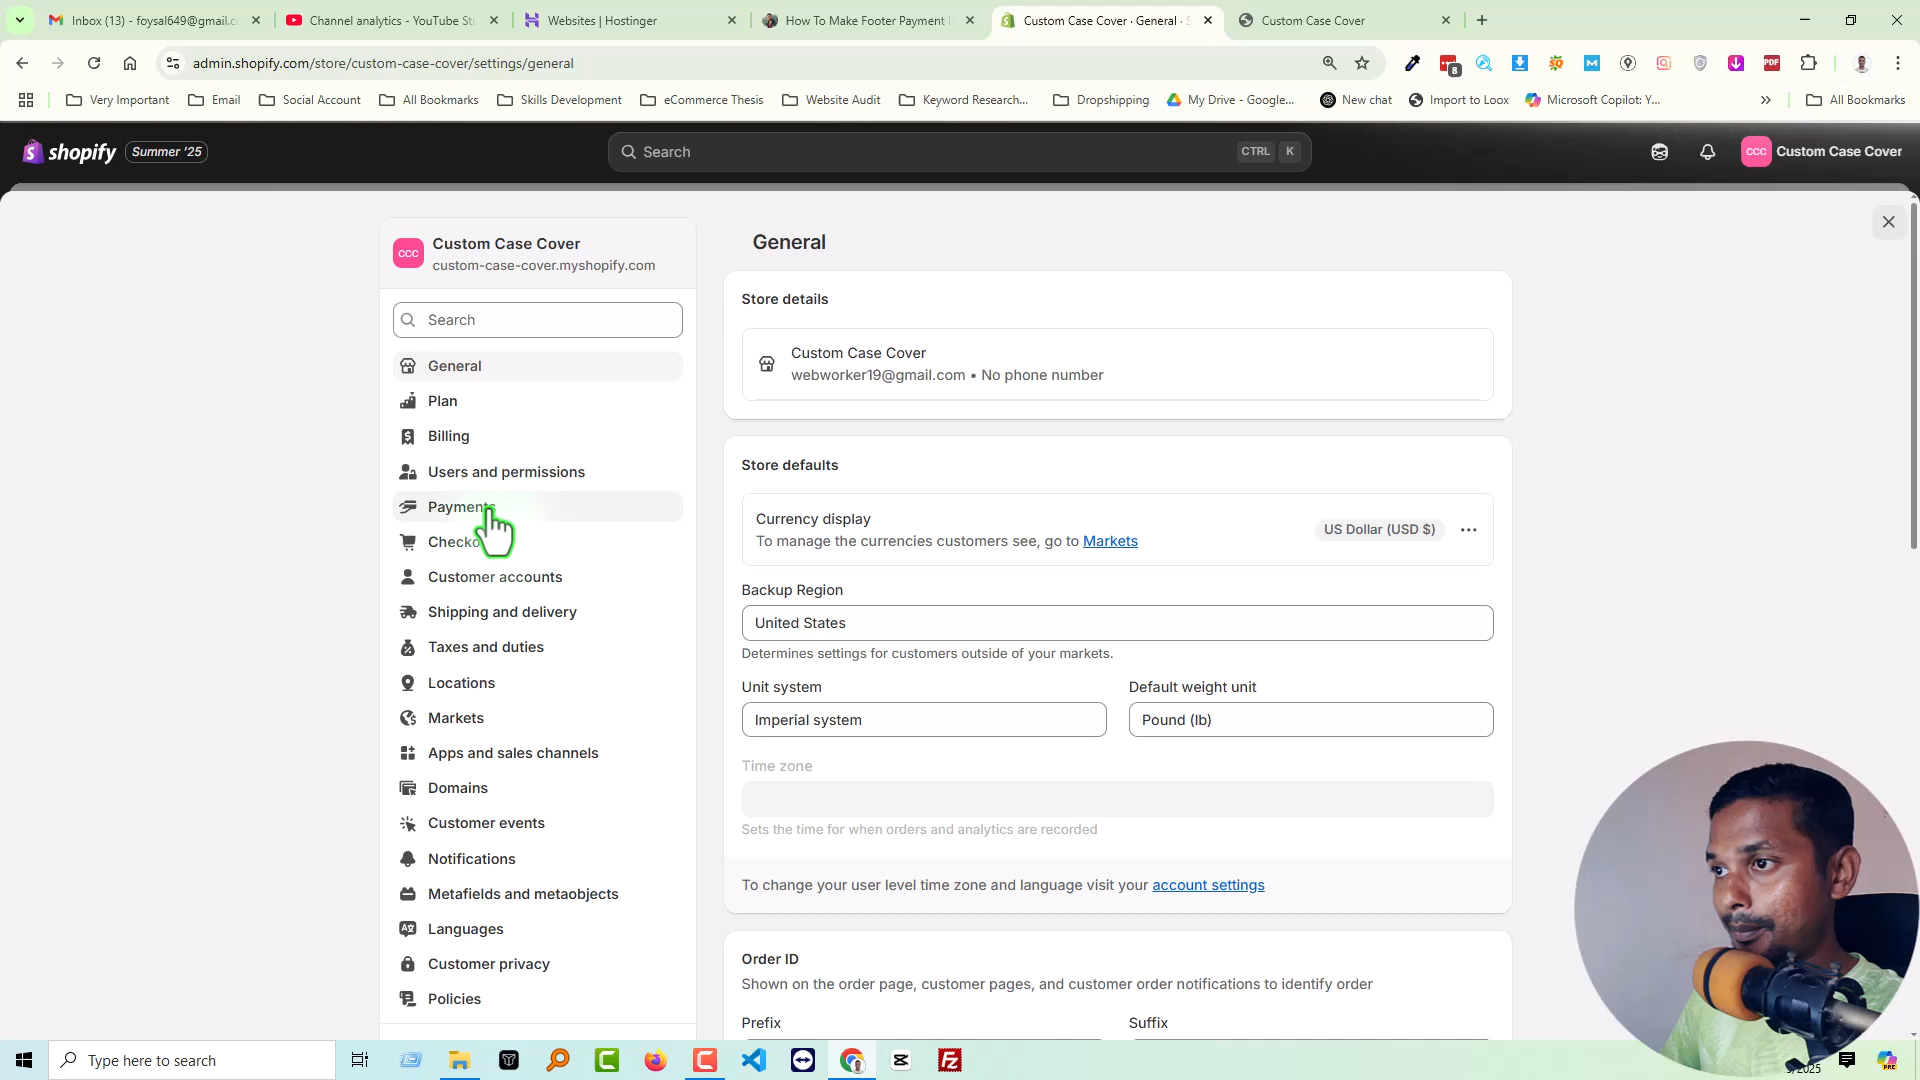 Inbox (13) - foysal649@gmail.c
Channel analytics - YouTube St
Websites | Hostinger
How To Make Footer Payment I
Custom Case Cover · General · S
Custom Case Cover
admin.shopify.com/store/custom-case-cover/settings/general
8
PDF
Very Important
Email
Social Account
All Bookmarks
Skills Development
eCommerce Thesis
Website Audit
Keyword Research...
Dropshipping
My Drive - Google...
New chat
Import to Loox
Microsoft Copilot: Y...
All Bookmarks
shopify
Summer '25
Search
CTRL K
CCC
Custom Case Cover
CCC
Custom Case Cover
custom-case-cover.myshopify.com
Search
General
Plan
Billing
Users and permissions
Payments
Checko
Customer accounts
Shipping and delivery
Taxes and duties
Locations
Markets
Apps and sales channels
Domains
Customer events
Notifications
Metafields and metaobjects
Languages
Customer privacy
Policies
General
Store details
Custom Case Cover
webworker19@gmail.com • No phone number
Store defaults
Currency display
To manage the currencies customers see, go to Markets
US Dollar (USD $)
Backup Region
United States
Determines settings for customers outside of your markets.
Unit system
Default weight unit
Imperial system
Pound (lb)
Time zone
Sets the time for when orders and analytics are recorded
To change your user level time zone and language visit your account settings
Order ID
Shown on the order page, customer pages, and customer order notifications to identify order
Prefix
Suffix
Type here to search
/2025